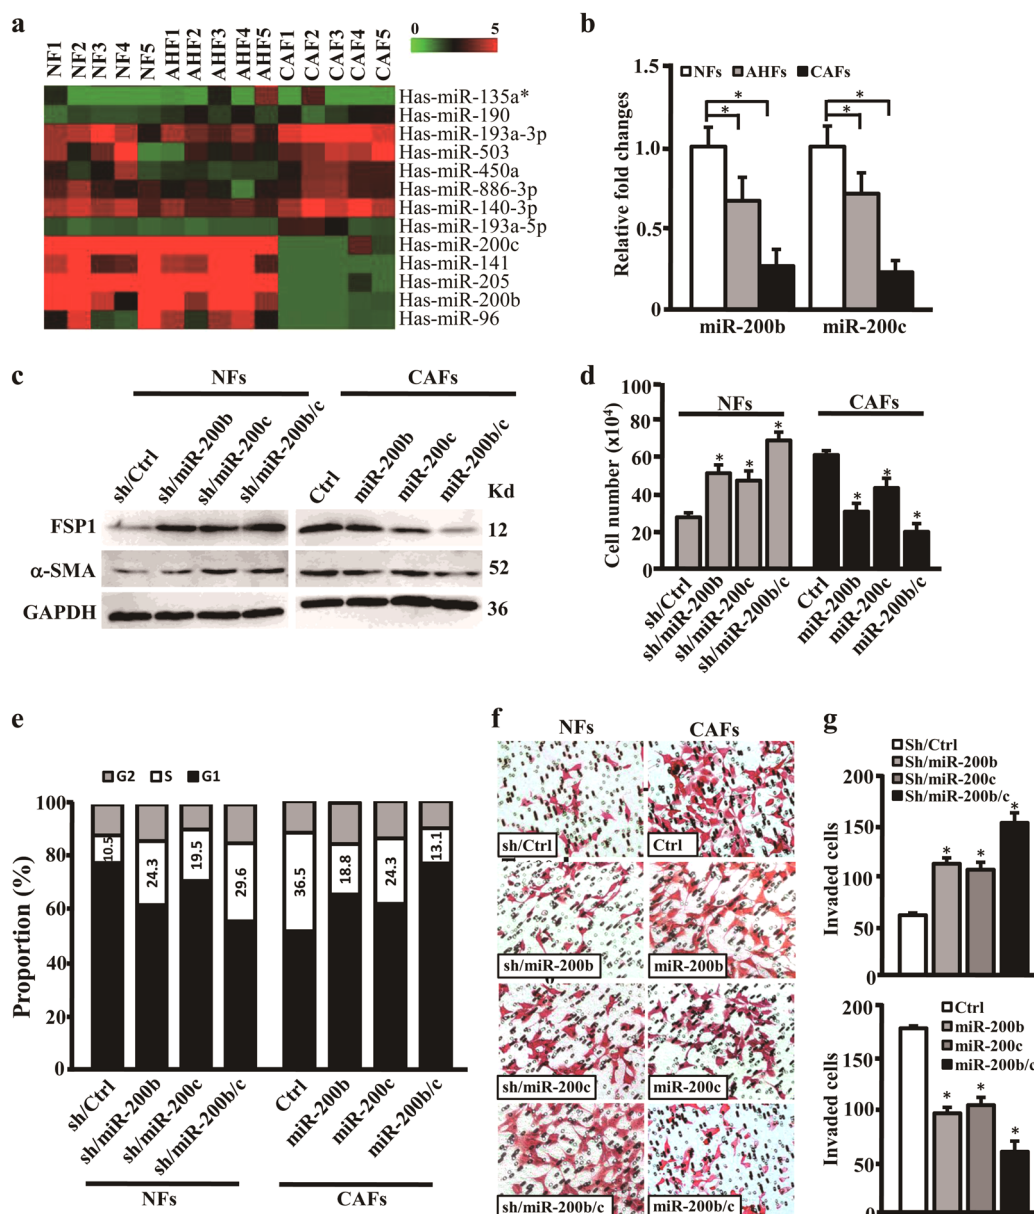 a
NF1 NF2 NF3 NF4 NF5 AHF1 AHF2 AHF3 AHF4 AHF5 CAF1 CAF2 CAF3 CAF4 CAF5
0 5
Has-miR-135a*
Has-miR-190
Has-miR-193a-3p
Has-miR-503
Has-miR-450a
Has-miR-886-3p
Has-miR-140-3p
Has-miR-193a-5p
Has-miR-200c
Has-miR-141
Has-miR-205
Has-miR-200b
Has-miR-96
b
NFs AHFs CAFs
Relative fold changes
1.5
1.0
0.5
0
* * * *
miR-200b miR-200c
c
NFs CAFs
sh/Ctrl sh/miR-200b sh/miR-200c sh/miR-200b/c Ctrl miR-200b miR-200c miR-200b/c
Kd
FSP1 12
α-SMA 52
GAPDH 36
d
Cell number (x10⁴)
100
80
60
40
20
0
NFs CAFs
* * * * * *
sh/Ctrl sh/miR-200b sh/miR-200c sh/miR-200b/c Ctrl miR-200b miR-200c miR-200b/c
e
G2 S G1
Proportion (%)
100
80
60
40
20
0
10.5 24.3 19.5 29.6 36.5 18.8 24.3 13.1
sh/Ctrl sh/miR-200b sh/miR-200c sh/miR-200b/c Ctrl miR-200b miR-200c miR-200b/c
NFs CAFs
f
NFs CAFs
sh/Ctrl Ctrl
sh/miR-200b miR-200b
sh/miR-200c miR-200c
sh/miR-200b/c miR-200b/c
g
Sh/Ctrl
Sh/miR-200b
Sh/miR-200c
Sh/miR-200b/c
Invaded cells
200
150
100
50
0
* * *
Ctrl
miR-200b
miR-200c
miR-200b/c
Invaded cells
200
150
100
50
0
* * *